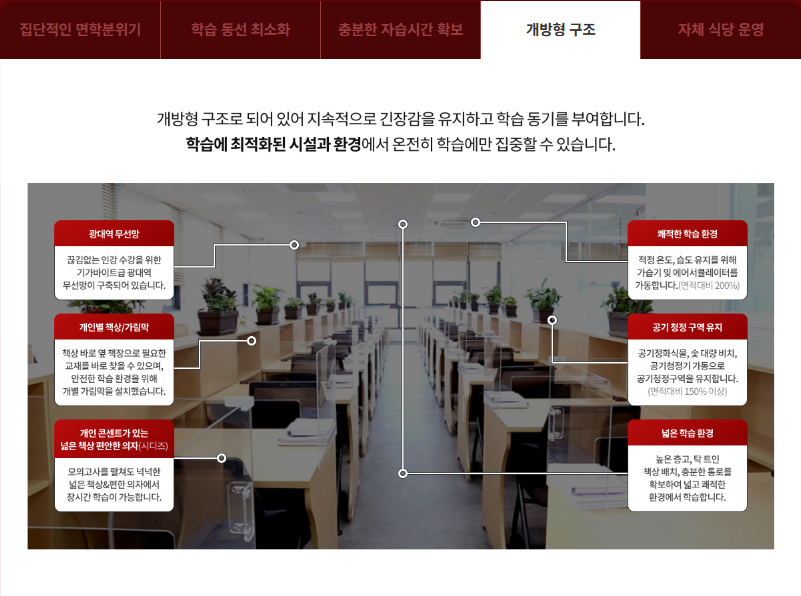 집단적인 면학분위기
학습 동선 최소화
충분한 자습시간 확보
개방형 구조
자체 식당 운영
개방형 구조로 되어 있어 지속적으로 긴장감을 유지하고 학습 동기를 부여합니다.
학습에 최적화된 시설과 환경에서 온전히 학습에만 집중할 수 있습니다.
광대역 무선망
끊김없는 인강 수강을 위한
기가바이트급 광대역
무선망이 구축되어 있습니다.
개인별 책상/가림막
책상 바로 옆 책장으로 필요한
교재를 바로 찾을 수 있으며,
안전한 학습 환경을 위해
개별 가림막을 설치했습니다.
개인 콘센트가 있는
넓은 책상 편안한 의자(시디즈)
모의고사를 펼쳐도 넉넉한
넓은 책상&편한 의자에서
장시간 학습이 가능합니다.
쾌적한 학습 환경
적정 온도, 습도 유지를 위해
가습기 및 에어서큘레이터를
가동합니다.(면적대비 200%)
공기 청정 구역 유지
공기정화식물, 숯 대량 비치,
공기청정기 가동으로
공기청정구역을 유지합니다.
(면적대비 150% 이상)
넓은 학습 환경
높은 층고, 탁 트인
책상 배치, 충분한 통로를
확보하여 넓고 쾌적한
환경에서 학습합니다.